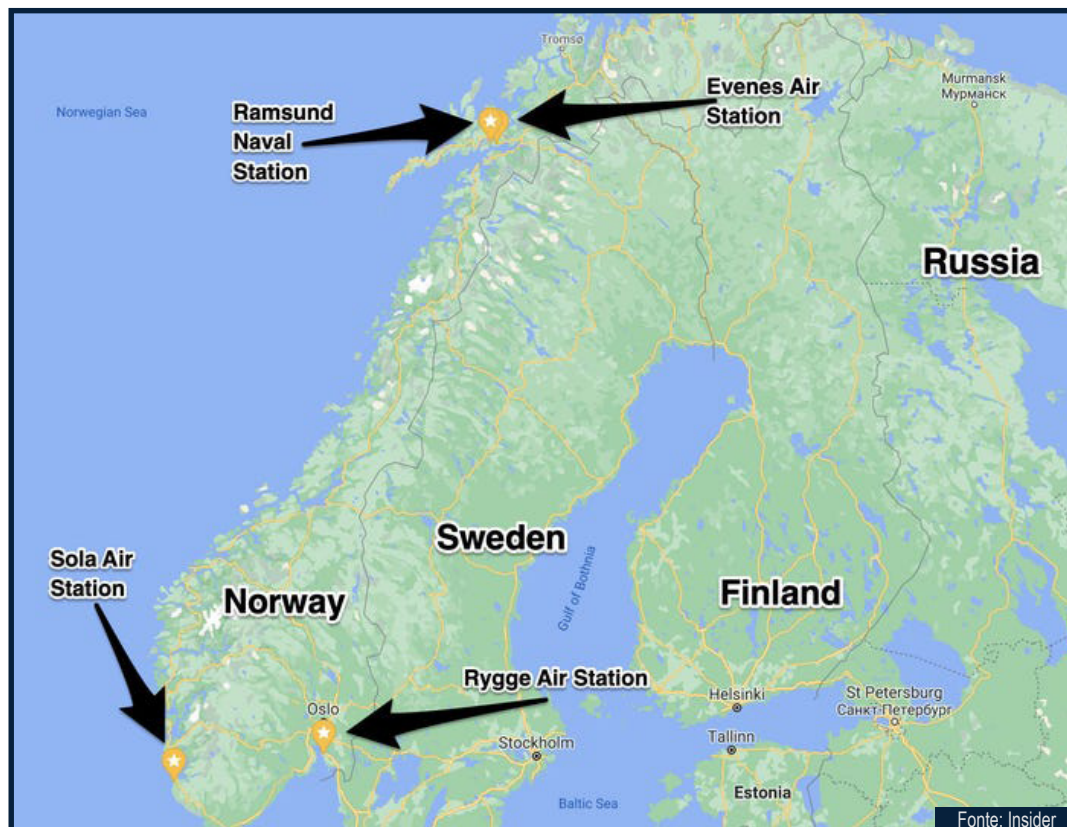 Tromsø
Murmansk
Мурманск
Norwegian Sea
Ramsund
Naval
Station
Evenes Air
Station
Russia
Sweden
Gulf of Bothnia
Sola Air
Station
Norway
Finland
Rygge Air Station
Oslo
Helsinki
St Petersburg
Санкт-Петербург
Stockholm
Tallinn
Estonia
Baltic Sea
Fonte: Insider